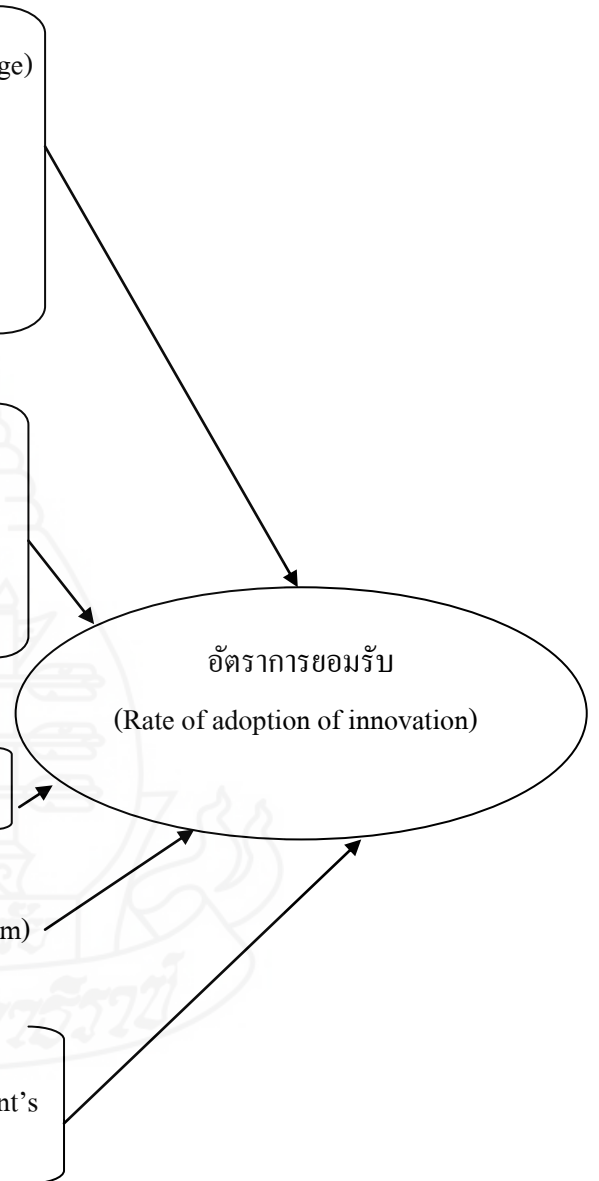 ge)
อัตราการยอมรับ
(Rate of adoption of innovation)
m)
nt’s